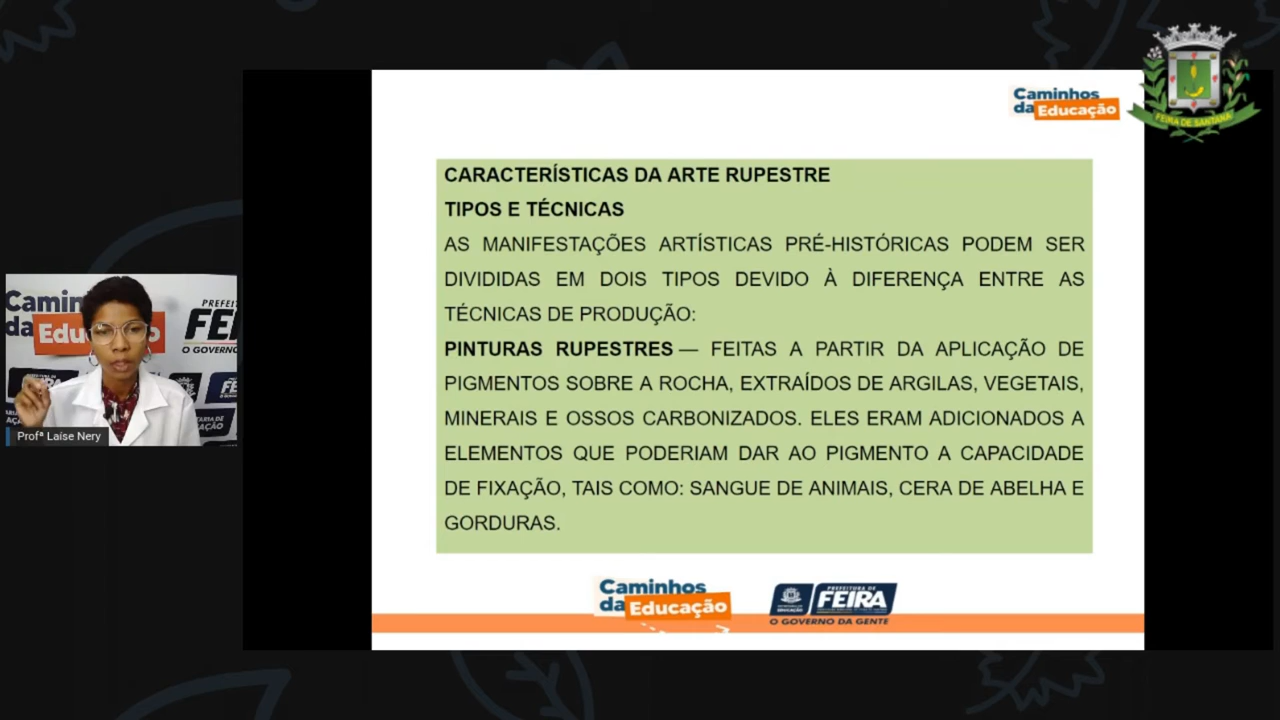 Caminhos
da Educação
FEIRA DE SANTANA
CARACTERÍSTICAS DA ARTE RUPESTRE
TIPOS E TÉCNICAS
AS MANIFESTAÇÕES ARTÍSTICAS PRÉ-HISTÓRICAS PODEM SER
DIVIDIDAS EM DOIS TIPOS DEVIDO À DIFERENÇA ENTRE AS
TÉCNICAS DE PRODUÇÃO:
PINTURAS RUPESTRES — FEITAS A PARTIR DA APLICAÇÃO DE
PIGMENTOS SOBRE A ROCHA, EXTRAÍDOS DE ARGILAS, VEGETAIS,
MINERAIS E OSSOS CARBONIZADOS. ELES ERAM ADICIONADOS A
ELEMENTOS QUE PODERIAM DAR AO PIGMENTO A CAPACIDADE
DE FIXAÇÃO, TAIS COMO: SANGUE DE ANIMAIS, CERA DE ABELHA E
GORDURAS.
Profª Laíse Nery
Caminhos
da Educação
PREFEITURA DE
FEIRA
O GOVERNO DA GENTE